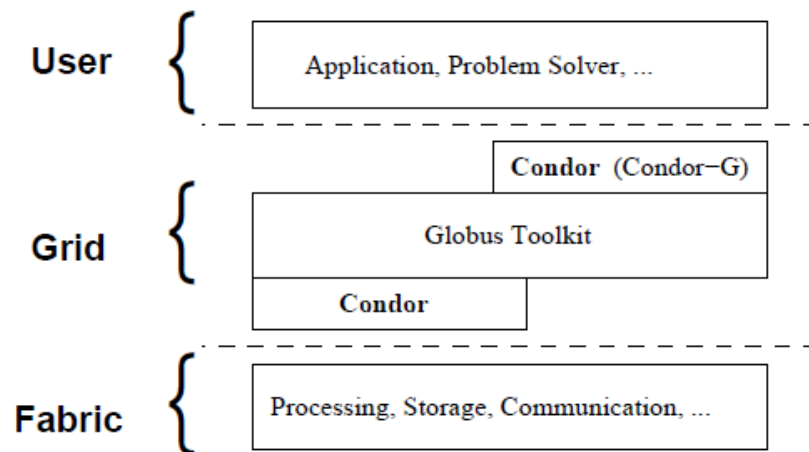 User
Application, Problem Solver, ...
Condor (Condor−G)
Grid
Globus Toolkit
Condor
Fabric
Processing, Storage, Communication, ...